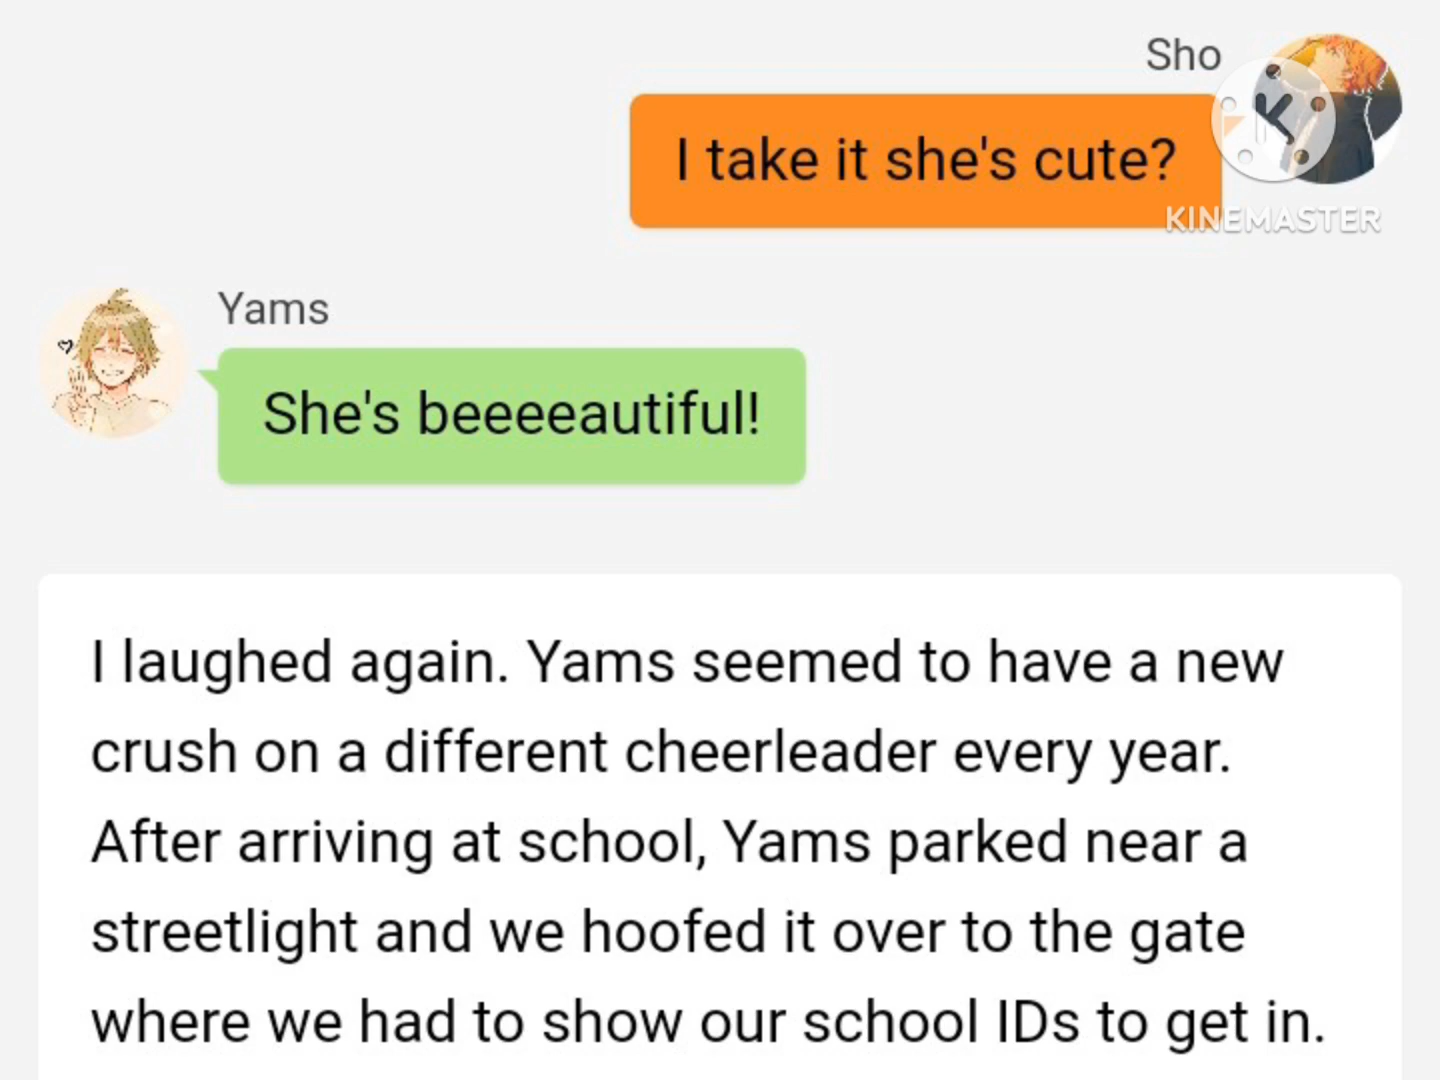 Sho
I take it she's cute?
KINEMASTER
Yams
She's beeeeautiful!
I laughed again. Yams seemed to have a new
crush on a different cheerleader every year.
After arriving at school, Yams parked near a
streetlight and we hoofed it over to the gate
where we had to show our school IDs to get in.